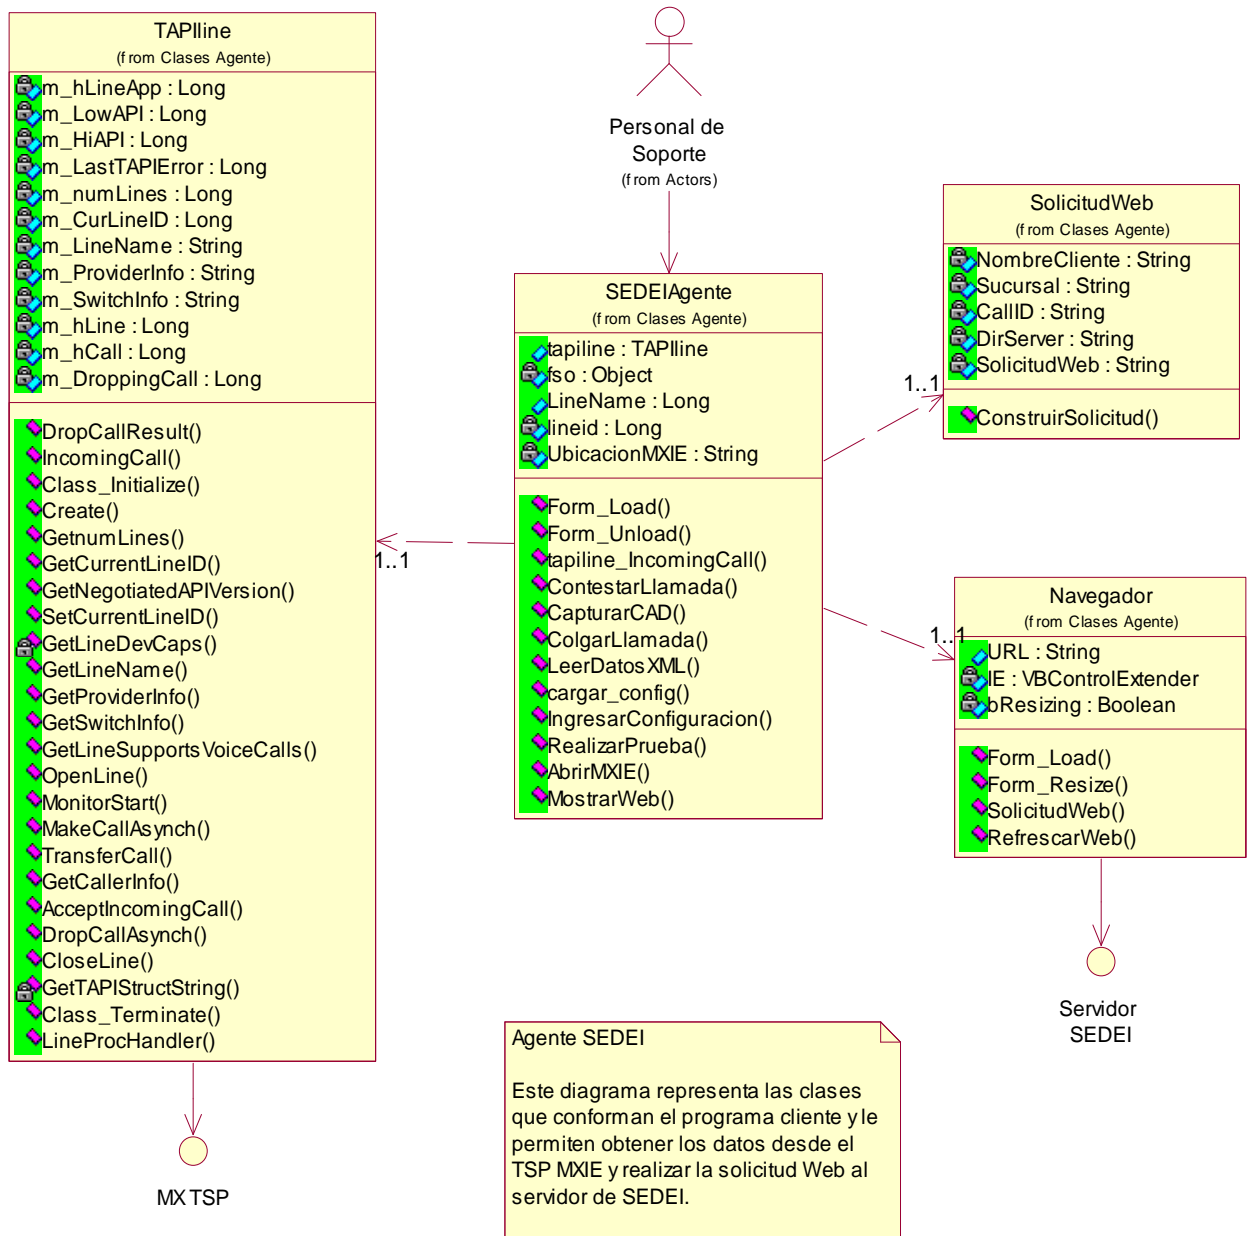 TAPIline
(from Clases Agente)
m_hLineApp : Long
m_LowAPI : Long
m_HiAPI : Long
m_LastTAPIError : Long
m_numLines : Long
m_CurLineID : Long
m_LineName : String
m_ProviderInfo : String
m_SwitchInfo : String
m_hLine : Long
m_hCall : Long
m_DroppingCall : Long
DropCallResult()
IncomingCall()
Class_Initialize()
Create()
GetnumLines()
GetCurrentLineID()
GetNegotiatedAPIVersion()
SetCurrentLineID()
GetLineDevCaps()
GetLineName()
GetProviderInfo()
GetSwitchInfo()
GetLineSupportsVoiceCalls()
OpenLine()
MonitorStart()
MakeCallAsynch()
TransferCall()
GetCallerInfo()
AcceptIncomingCall()
DropCallAsynch()
CloseLine()
GetTAPIStructString()
Class_Terminate()
LineProcHandler()
MX TSP
Personal de
Soporte
(from Actors)
SEDEIAgente
(from Clases Agente)
tapiline : TAPIline
fso : Object
LineName : Long
lineid : Long
UbicacionMXIE : String
Form_Load()
Form_Unload()
tapiline_IncomingCall()
ContestarLlamada()
CapturarCAD()
ColgarLlamada()
LeerDatosXML()
cargar_config()
IngresarConfiguracion()
RealizarPrueba()
AbrirMXIE()
MostrarWeb()
1..1
1..1
1..1
SolicitudWeb
(from Clases Agente)
NombreCliente : String
Sucursal : String
CallID : String
DirServer : String
SolicitudWeb : String
ConstruirSolicitud()
Navegador
(from Clases Agente)
URL : String
IE : VBControlExtender
bResizing : Boolean
Form_Load()
Form_Resize()
SolicitudWeb()
RefrescarWeb()
Servidor
SEDEI
Agente SEDEI
Este diagrama representa las clases
que conforman el programa cliente y le
permiten obtener los datos desde el
TSP MXIE y realizar la solicitud Web al
servidor de SEDEI.